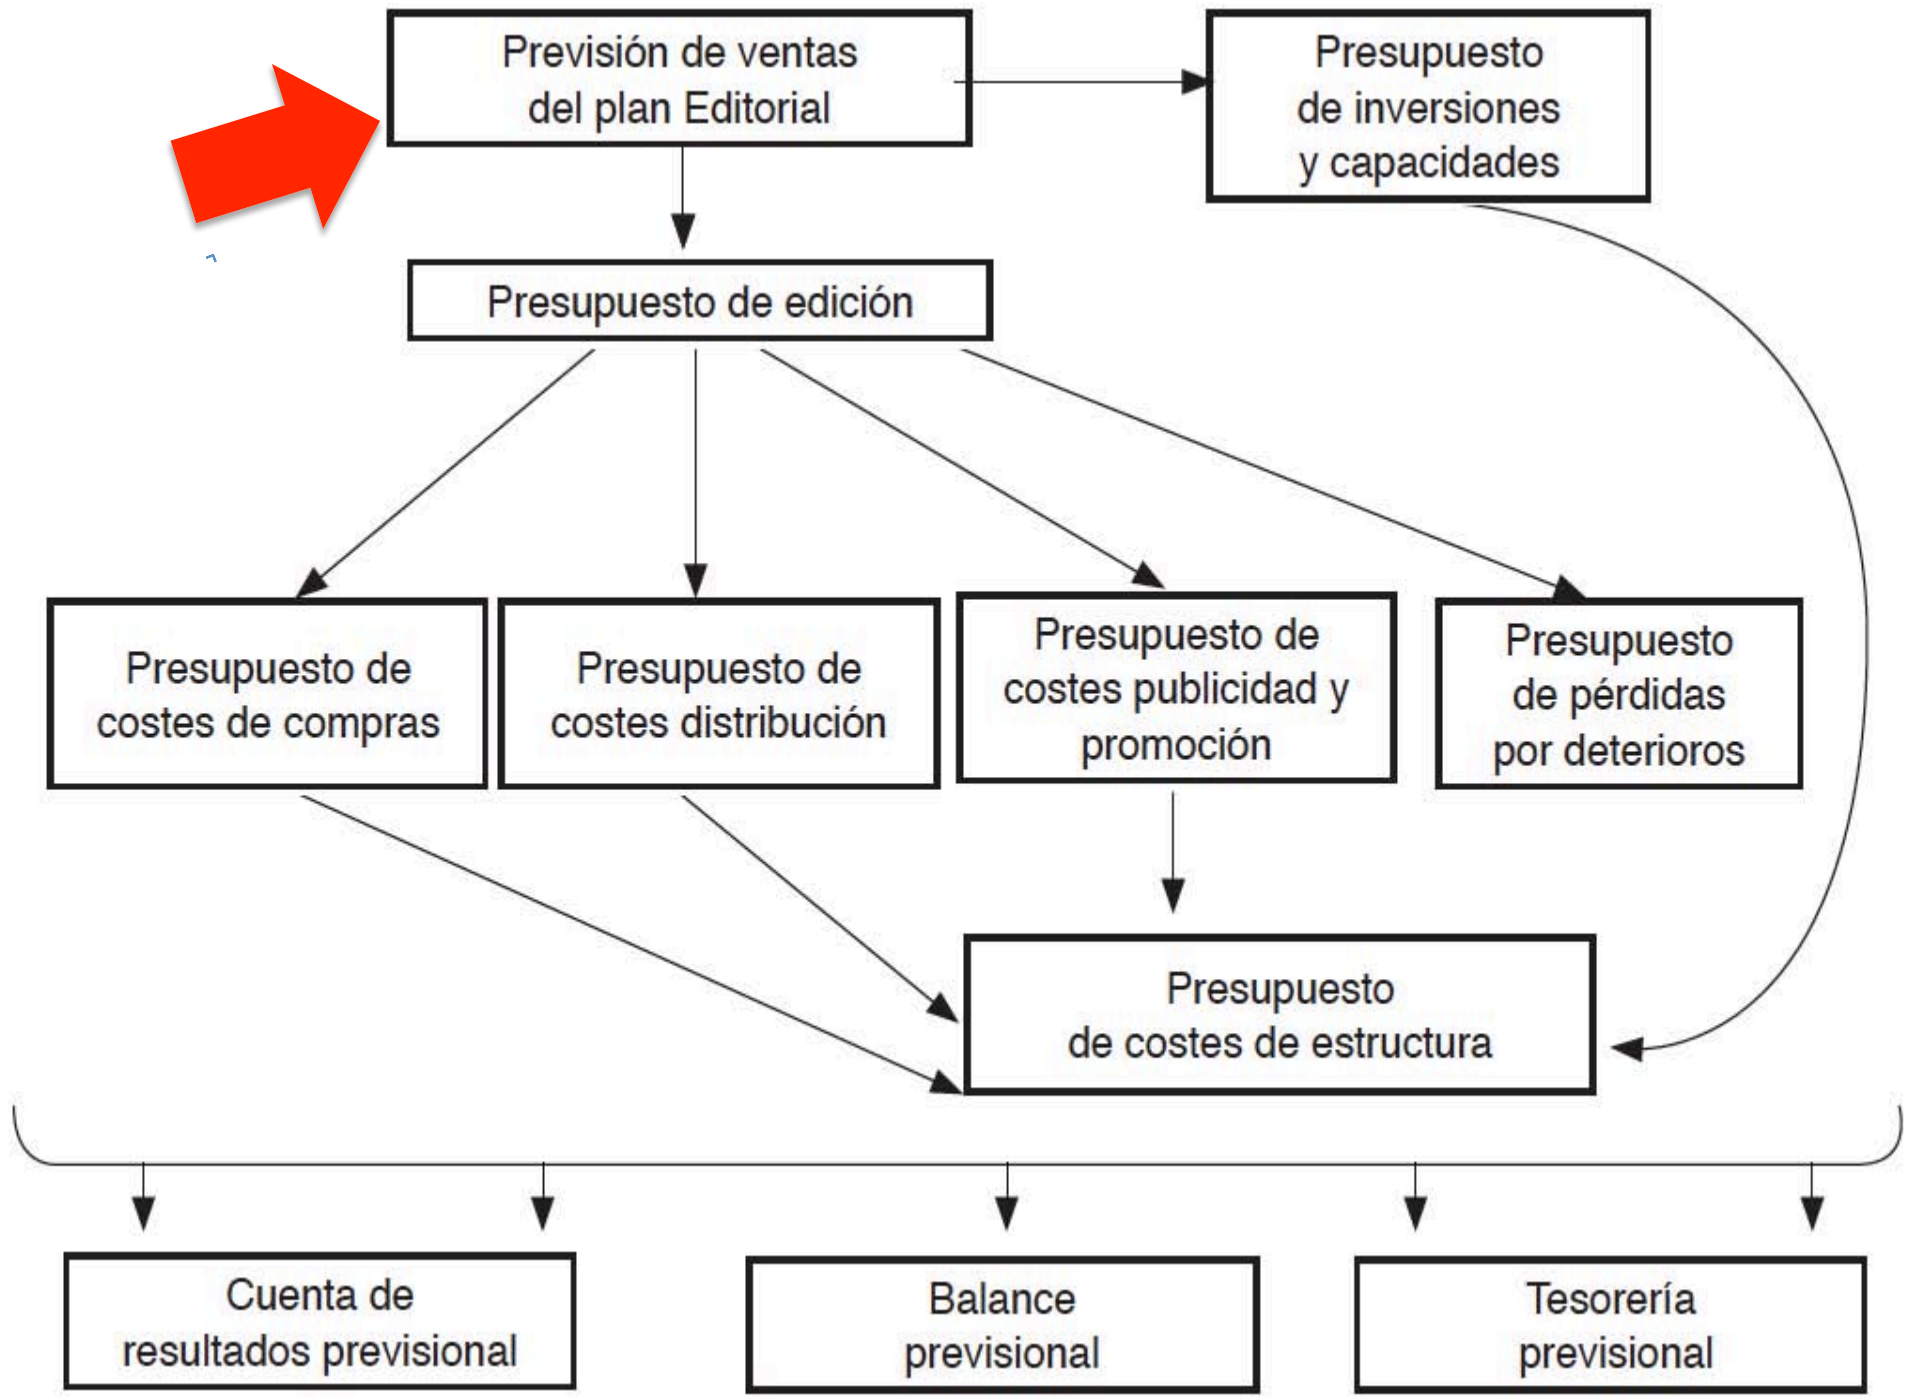 Previsión de ventas
del plan Editorial
Presupuesto
de inversiones
y capacidades
Presupuesto de edición
Presupuesto de
costes de compras
Presupuesto de
costes distribución
Presupuesto de
costes publicidad y
promoción
Presupuesto
de pérdidas
por deterioros
Presupuesto
de costes de estructura
Cuenta de
resultados previsional
Balance
previsional
Tesorería
previsional